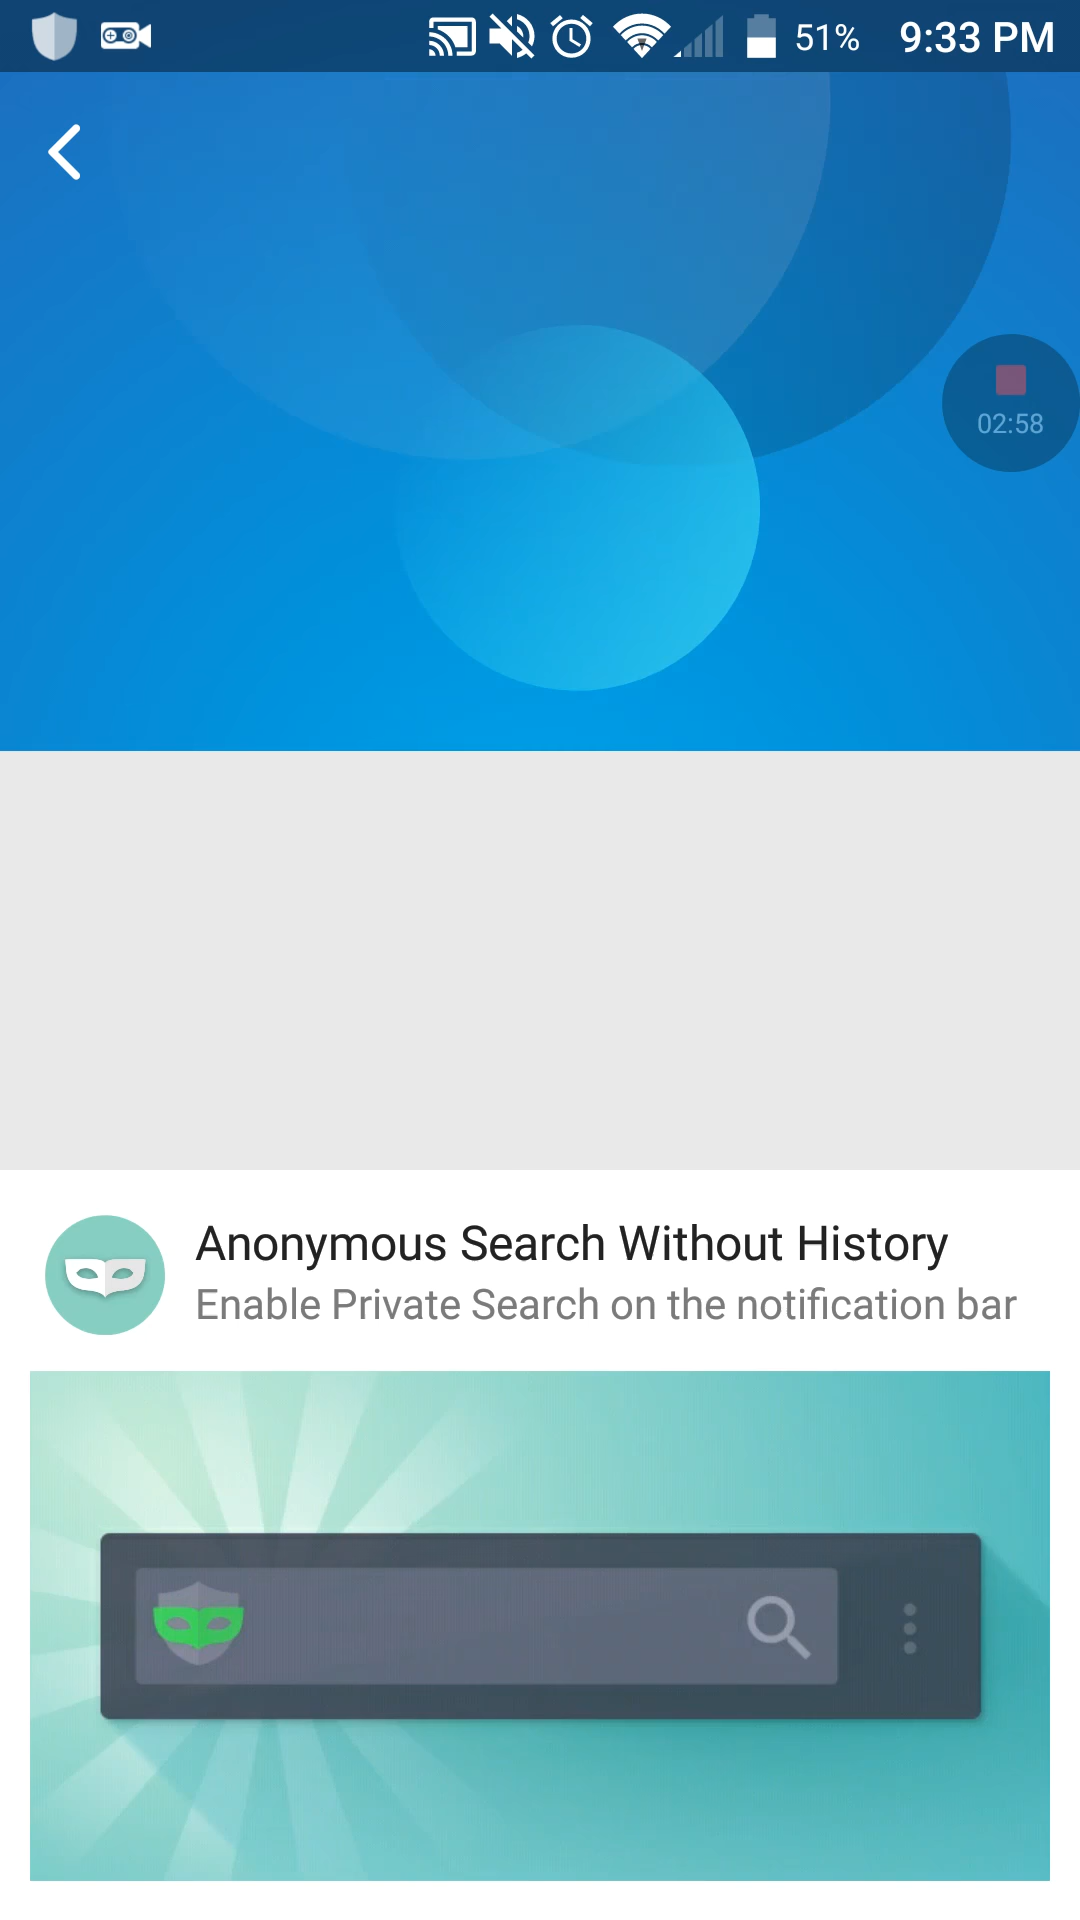 51% 9:33 PM
02:58
Anonymous Search Without History
Enable Private Search on the notification bar